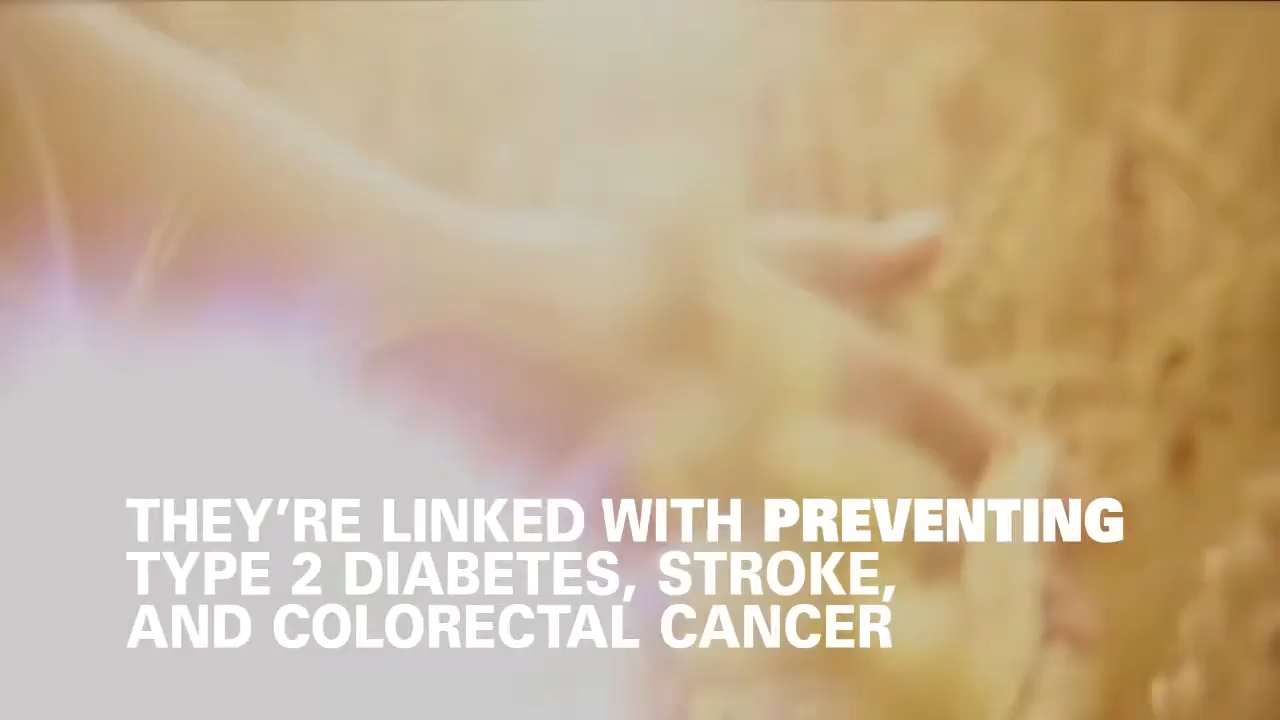 THEY'RE LINKED WITH PREVENTING
TYPE 2 DIABETES, STROKE,
AND COLORECTAL CANCER